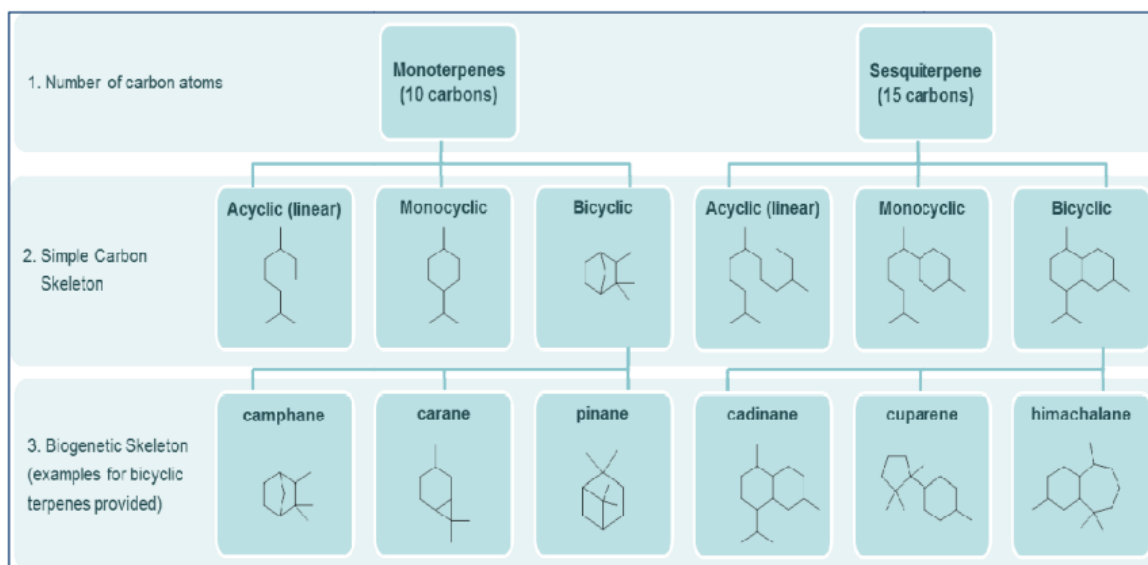 1. Number of carbon atoms
Monoterpenes
(10 carbons)
Sesquiterpene
(15 carbons)
2. Simple Carbon
Skeleton
Acyclic (linear)
Monocyclic
Bicyclic
Acyclic (linear)
Monocyclic
Bicyclic
3. Biogenetic Skeleton
(examples for bicyclic
terpenes provided)
camphane
carane
pinane
cadinane
cuparene
himachalane